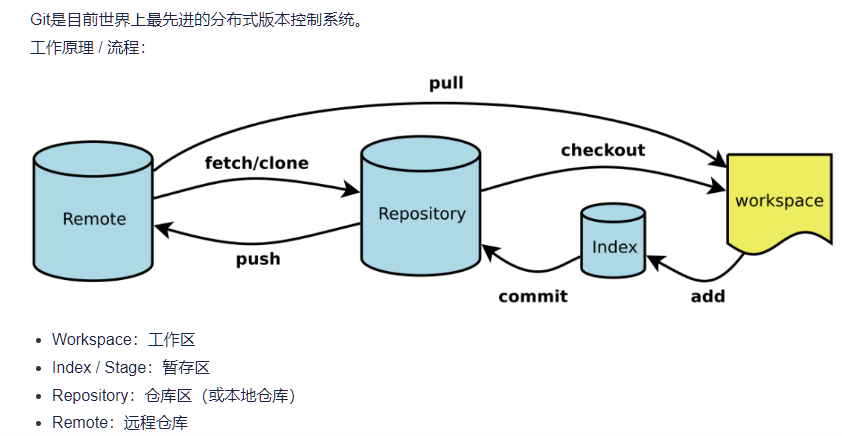 Git是目前世界上最先进的分布式版本控制系统。
工作原理 / 流程：
pull
fetch/clone
checkout
Remote
Repository
workspace
Index
push
commit
add
Workspace：工作区
Index / Stage：暂存区
Repository：仓库区（或本地仓库）
Remote：远程仓库